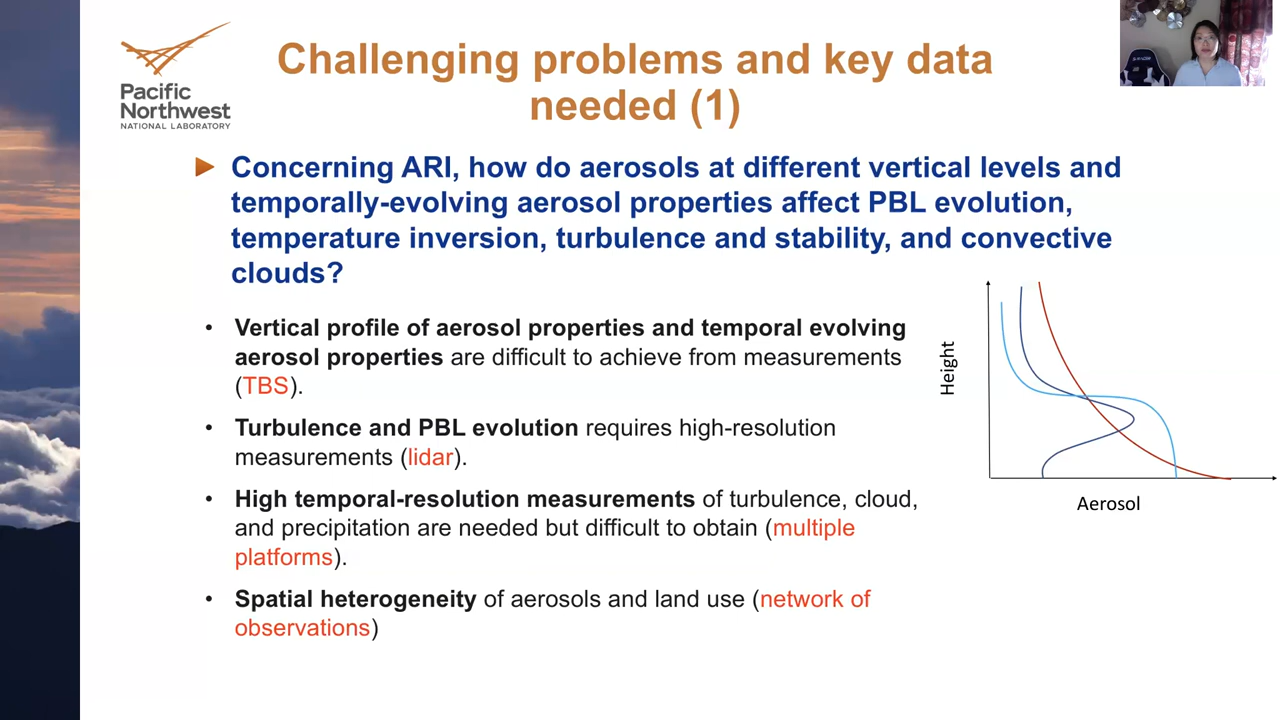 Pacific
Northwest
NATIONAL LABORATORY
Challenging problems and key data
needed (1)
Concerning ARI, how do aerosols at different vertical levels and
temporally-evolving aerosol properties affect PBL evolution,
temperature inversion, turbulence and stability, and convective
clouds?
• Vertical profile of aerosol properties and temporal evolving
aerosol properties are difficult to achieve from measurements
(TBS).
• Turbulence and PBL evolution requires high-resolution
measurements (lidar).
• High temporal-resolution measurements of turbulence, cloud,
and precipitation are needed but difficult to obtain (multiple
platforms).
• Spatial heterogeneity of aerosols and land use (network of
observations)
Height
Aerosol